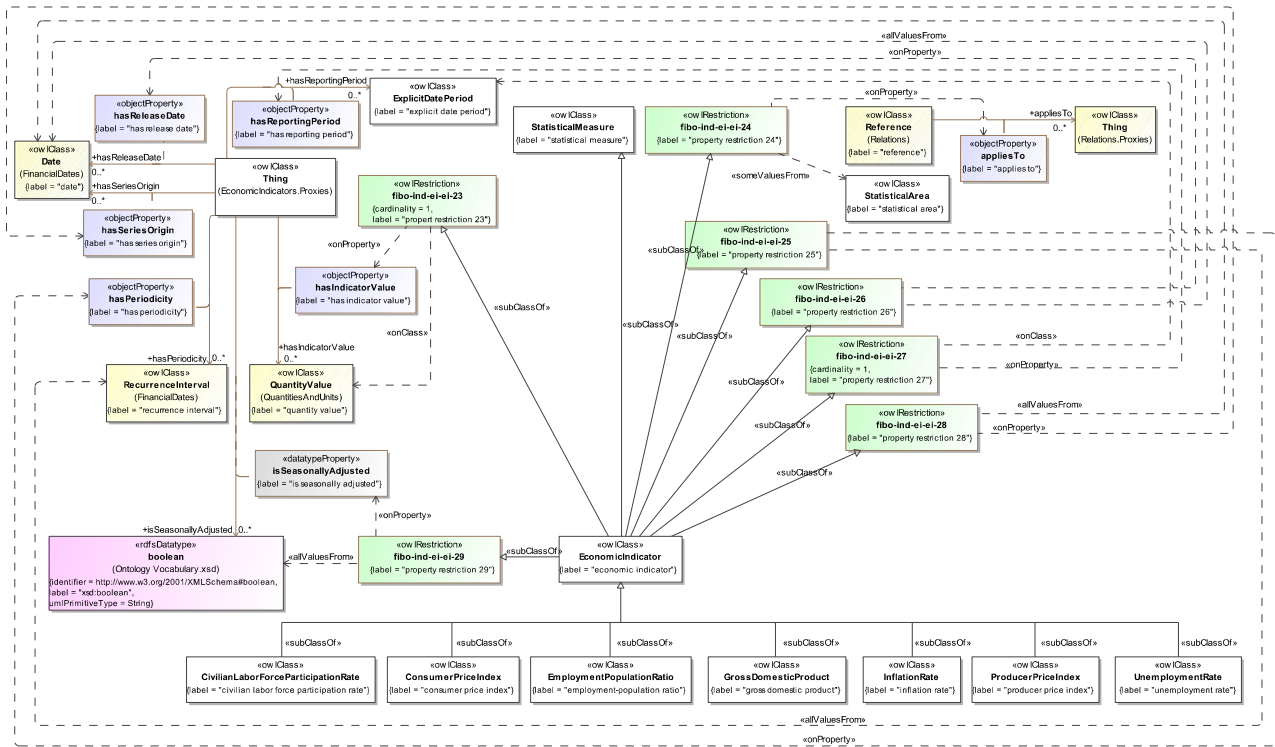 «allValuesFrom»
«onProperty»
+hasReportingPeriod
0..*
«owlClass»
ExplicitDatePeriod
{label = "explicit date period"}
«objectProperty»
hasReleaseDate
{label = "has release date"}
«objectProperty»
hasReportingPeriod
{label = "has reporting period"}
«owlClass»
StatisticalMeasure
{label = "statistical measure"}
«owlRestriction»
fibo-ind-ei-ei-24
{label = "property restriction 24"}
«onProperty»
«owlClass»
Reference
(Relations)
{label = "reference"}
+appliesTo
0..*
«owlClass»
Thing
(Relations.Proxies)
«objectProperty»
appliesTo
{label = "applies to"}
«owlClass»
Date
(FinancialDates)
{label = "date"}
+hasReleaseDate
0..*
+hasSeriesOrigin
0..*
«owlClass»
Thing
(EconomicIndicators.Proxies)
«owlRestriction»
fibo-ind-ei-ei-23
{cardinality = 1,
label = "propert restriction 23"}
«someValuesFrom»
«owlClass»
StatisticalArea
{label = "statistical area"}
«objectProperty»
hasSeriesOrigin
{label = "has series origin"}
«onProperty»
«owlRestriction»
fibo-ind-ei-ei-25
{label = "property restriction 25"}
«subClassOf»
«objectProperty»
hasPeriodicity
{label = "has periodicity"}
«objectProperty»
hasIndicatorValue
{label = "has indicator value"}
«owlRestriction»
fibo-ind-ei-ei-26
{label = "property restriction 26"}
«subClassOf»
«subClassOf»
«subClassOf»
«onClass»
«onClass»
«owlRestriction»
fibo-ind-ei-ei-27
{cardinality = 1,
label = "property restriction 27"}
«onProperty»
+hasPeriodicity
0..*
+hasIndicatorValue
0..*
«owlClass»
RecurrenceInterval
(FinancialDates)
{label = "recurrence interval"}
«owlClass»
QuantityValue
(QuantitiesAndUnits)
{label = "quantity value"}
«subClassOf»
«allValuesFrom»
«owlRestriction»
fibo-ind-ei-ei-28
{label = "property restriction 28"}
«onProperty»
«subClassOf»
«subClassOf»
«datatypeProperty»
isSeasonallyAdjusted
{label = "is seasonally adjusted"}
«onProperty»
+isSeasonallyAdjusted
0..*
«rdfsDatatype»
boolean
(Ontology Vocabulary.xsd)
{identifier = http://www.w3.org/2001/XMLSchema#boolean,
label = "xsd:boolean",
umlPrimitiveType = String}
«allValuesFrom»
«owlRestriction»
fibo-ind-ei-ei-29
{label = "property restriction 29"}
«subClassOf»
«owlClass»
EconomicIndicator
{label = "economic indicator"}
«subClassOf»
«subClassOf»
«subClassOf»
«subClassOf»
«subClassOf»
«subClassOf»
«subClassOf»
«owlClass»
CivilianLaborForceParticipationRate
{label = "civilian labor force participation rate"}
«owlClass»
ConsumerPriceIndex
{label = "consumer price index"}
«owlClass»
EmploymentPopulationRatio
{label = "employment-population ratio"}
«owlClass»
GrossDomesticProduct
{label = "gross domestic product"}
«owlClass»
InflationRate
{label = "inflation rate"}
«owlClass»
ProducerPriceIndex
{label = "producer price index"}
«owlClass»
UnemploymentRate
{label = "unemployment rate"}
«allValuesFrom»
«onProperty»